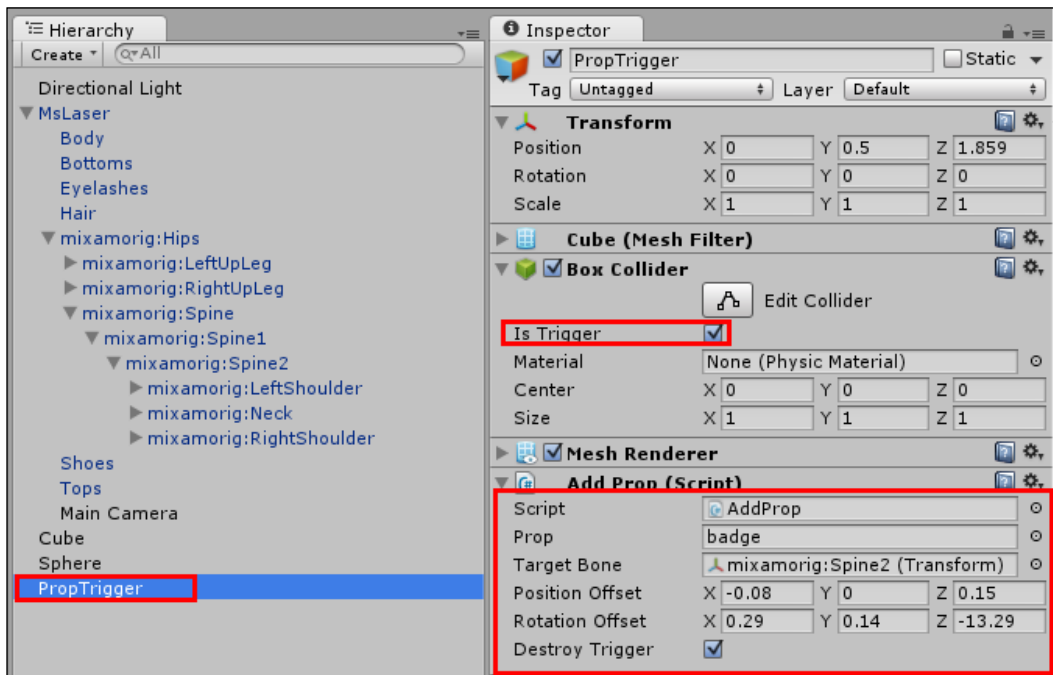 Hierarchy
Create All
Directional Light
MsLaser
Body
Bottoms
Eyelashes
Hair
mixamorig:Hips
mixamorig:LeftUpLeg
mixamorig:RightUpLeg
mixamorig:Spine
mixamorig:Spine1
mixamorig:Spine2
mixamorig:LeftShoulder
mixamorig:Neck
mixamorig:RightShoulder
Shoes
Tops
Main Camera
Cube
Sphere
PropTrigger
Inspector
PropTrigger Static
Tag Untagged Layer Default
Transform
Position X 0 Y 0.5 Z 1.859
Rotation X 0 Y 0 Z 0
Scale X 1 Y 1 Z 1
Cube (Mesh Filter)
Box Collider
Edit Collider
Is Trigger
Material None (Physic Material)
Center X 0 Y 0 Z 0
Size X 1 Y 1 Z 1
Mesh Renderer
Add Prop (Script)
Script AddProp
Prop badge
Target Bone mixamorig:Spine2 (Transform)
Position Offset X -0.08 Y 0 Z 0.15
Rotation Offset X 0.29 Y 0.14 Z -13.29
Destroy Trigger